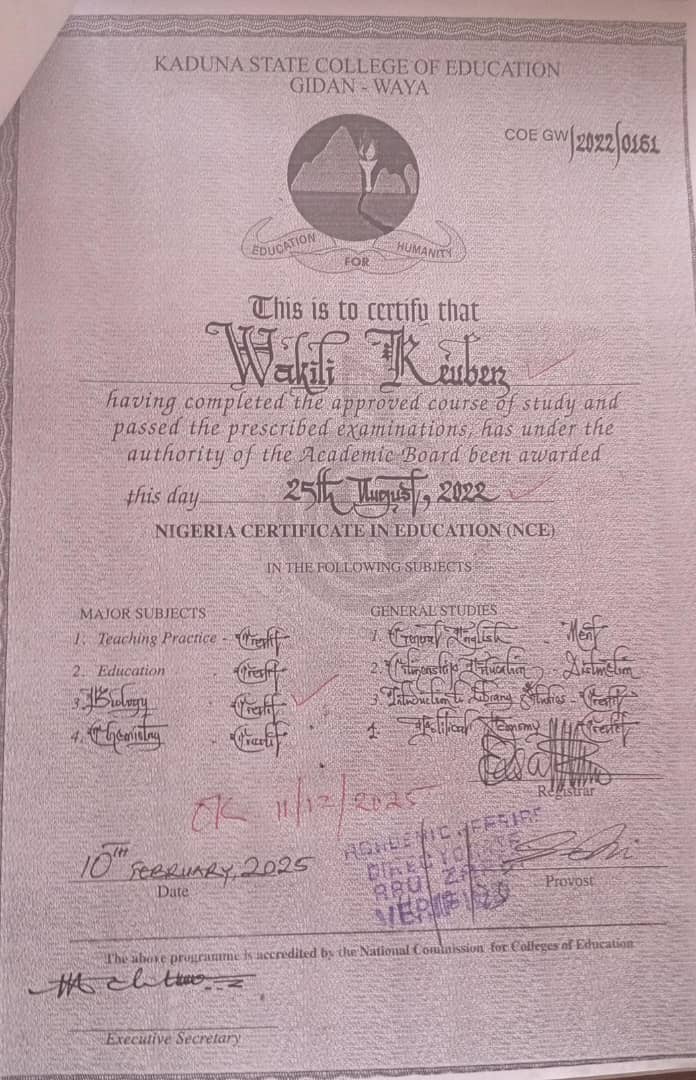 KADUNA STATE COLLEGE OF EDUCATION
GIDAN - WAYA
COE GW/2022/0161
EDUCATION FOR HUMANITY
This is to certify that
Wakili Reuben
having completed the approved course of study and
passed the prescribed examinations, has under the
authority of the Academic Board been awarded
this day 25th August, 2022
NIGERIA CERTIFICATE IN EDUCATION (NCE)
IN THE FOLLOWING SUBJECTS
MAJOR SUBJECTS
1. Teaching Practice - Credit
2. Education - Credit
3. Biology - Credit
4. Chemistry - Credit
GENERAL STUDIES
1. General English - Merit
2. Citizenship Education - Distinction
3. Introduction to Library Studies - Credit
4. Political Economy - Credit
Registrar
OK 11/12/2025
10TH FEBRUARY, 2025
Date
ACADEMIC AFFAIRS
DIRECTORATE
ABU ZARIA
Provost
The above programme is accredited by the National Commission for Colleges of Education
Executive Secretary